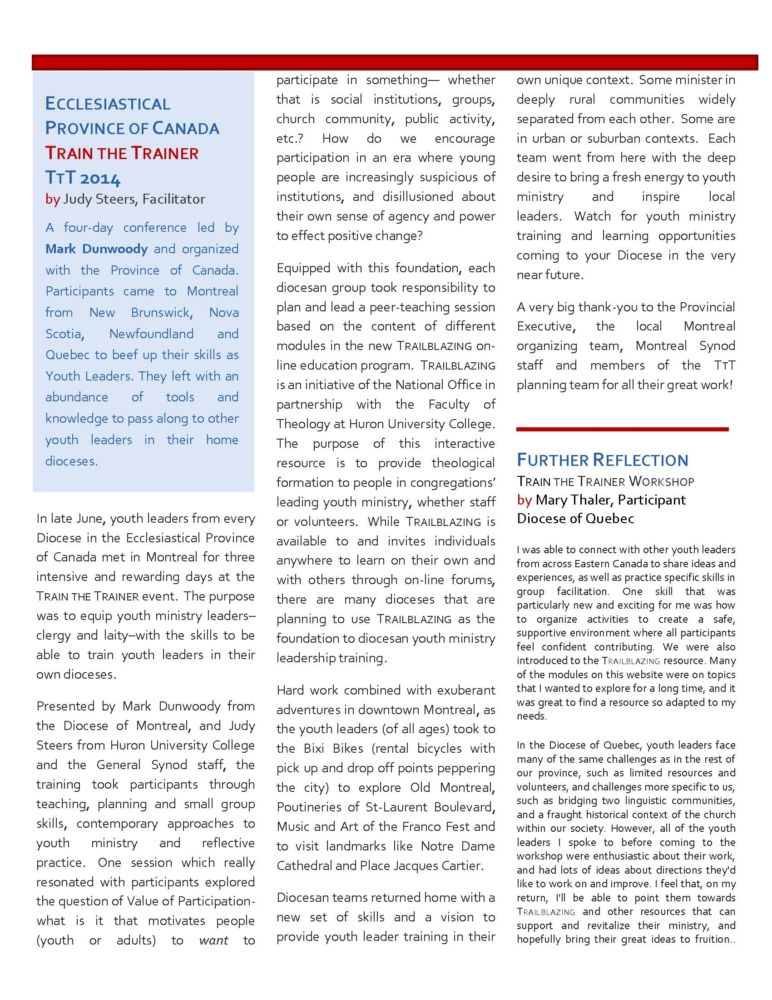 ECCLESIASTICAL
PROVINCE OF CANADA
TRAIN THE TRAINER
TTT 2014
by Judy Steers, Facilitator
A four-day conference led by
Mark Dunwoody and organized
with the Province of Canada.
Participants came to Montreal
from New Brunswick, Nova
Scotia, Newfoundland and
Quebec to beef up their skills as
Youth Leaders. They left with an
abundance of tools and
knowledge to pass along to other
youth leaders in their home
dioceses.
In late June, youth leaders from every
Diocese in the Ecclesiastical Province
of Canada met in Montreal for three
intensive and rewarding days at the
TRAIN THE TRAINER event. The purpose
was to equip youth ministry leaders–
clergy and laity–with the skills to be
able to train youth leaders in their
own dioceses.
Presented by Mark Dunwoody from
the Diocese of Montreal, and Judy
Steers from Huron University College
and the General Synod staff, the
training took participants through
teaching, planning and small group
skills, contemporary approaches to
youth ministry and reflective
practice. One session which really
resonated with participants explored
the question of Value of Participation-
what is it that motivates people
(youth or adults) to want to
participate in something— whether
that is social institutions, groups,
church community, public activity,
etc.? How do we encourage
participation in an era where young
people are increasingly suspicious of
institutions, and disillusioned about
their own sense of agency and power
to effect positive change?
Equipped with this foundation, each
diocesan group took responsibility to
plan and lead a peer-teaching session
based on the content of different
modules in the new TRAILBLAZING on-
line education program. TRAILBLAZING
is an initiative of the National Office in
partnership with the Faculty of
Theology at Huron University College.
The purpose of this interactive
resource is to provide theological
formation to people in congregations’
leading youth ministry, whether staff
or volunteers. While TRAILBLAZING is
available to and invites individuals
anywhere to learn on their own and
with others through on-line forums,
there are many dioceses that are
planning to use TRAILBLAZING as the
foundation to diocesan youth ministry
leadership training.
Hard work combined with exuberant
adventures in downtown Montreal, as
the youth leaders (of all ages) took to
the Bixi Bikes (rental bicycles with
pick up and drop off points peppering
the city) to explore Old Montreal,
Poutineries of St-Laurent Boulevard,
Music and Art of the Franco Fest and
to visit landmarks like Notre Dame
Cathedral and Place Jacques Cartier.
Diocesan teams returned home with a
new set of skills and a vision to
provide youth leader training in their
own unique context. Some minister in
deeply rural communities widely
separated from each other. Some are
in urban or suburban contexts. Each
team went from here with the deep
desire to bring a fresh energy to youth
ministry and inspire local
leaders. Watch for youth ministry
training and learning opportunities
coming to your Diocese in the very
near future.
A very big thank-you to the Provincial
Executive, the local Montreal
organizing team, Montreal Synod
staff and members of the TTT
planning team for all their great work!
FURTHER REFLECTION
TRAIN THE TRAINER WORKSHOP
by Mary Thaler, Participant
Diocese of Quebec
I was able to connect with other youth leaders
from across Eastern Canada to share ideas and
experiences, as well as practice specific skills in
group facilitation. One skill that was
particularly new and exciting for me was how
to organize activities to create a safe,
supportive environment where all participants
feel confident contributing. We were also
introduced to the TRAILBLAZING resource. Many
of the modules on this website were on topics
that I wanted to explore for a long time, and it
was great to find a resource so adapted to my
needs.
In the Diocese of Quebec, youth leaders face
many of the same challenges as in the rest of
our province, such as limited resources and
volunteers, and challenges more specific to us,
such as bridging two linguistic communities,
and a fraught historical context of the church
within our society. However, all of the youth
leaders I spoke to before coming to the
workshop were enthusiastic about their work,
and had lots of ideas about directions they'd
like to work on and improve. I feel that, on my
return, I'll be able to point them towards
TRAILBLAZING and other resources that can
support and revitalize their ministry, and
hopefully bring their great ideas to fruition..